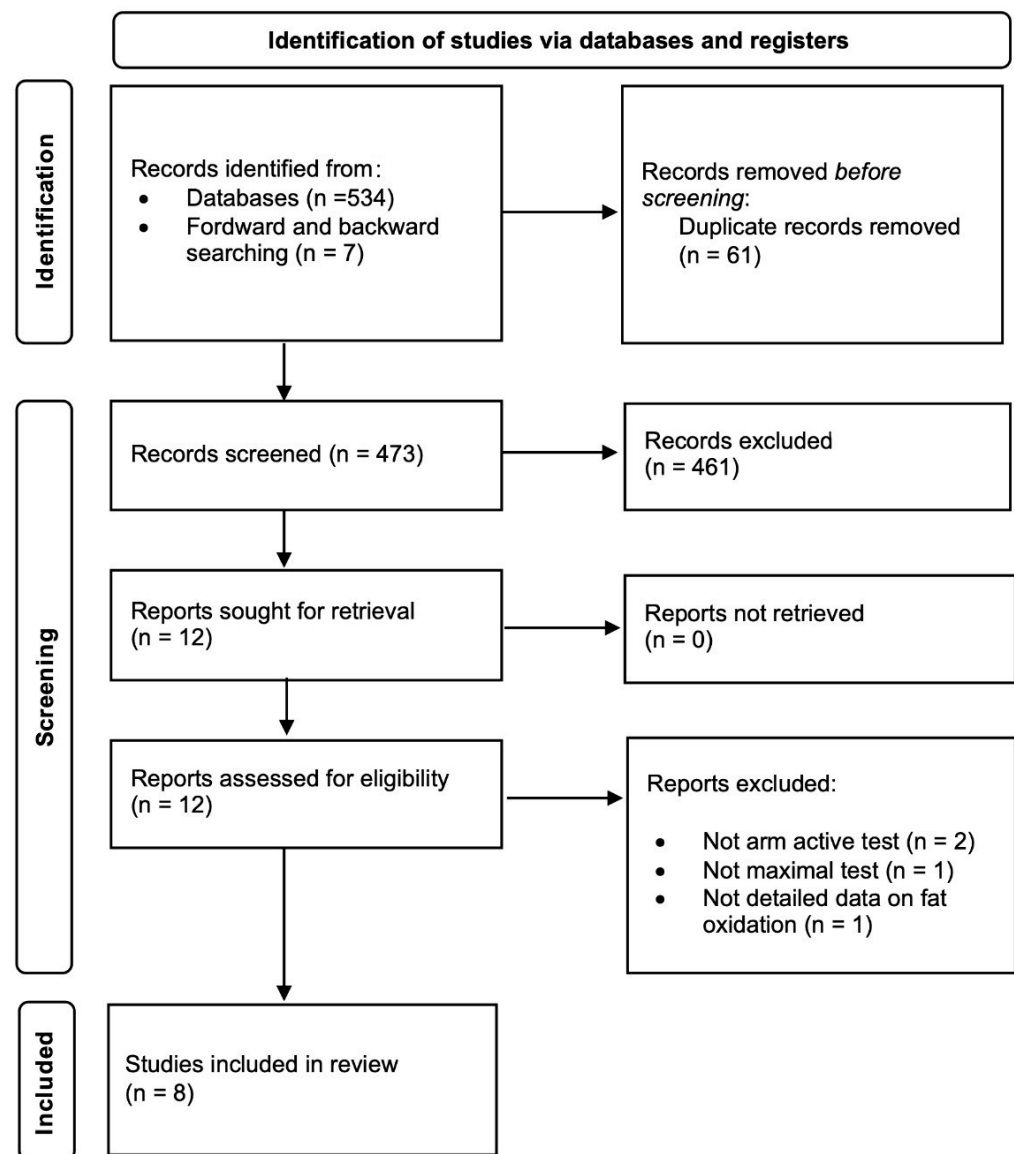 Identification of studies via databases and registers
Identification
Records identified from:
• Databases (n =534)
• Fordward and backward
searching (n = 7)
Records removed before
screening:
Duplicate records removed
(n = 61)
Screening
Records screened (n = 473)
Records excluded
(n = 461)
Reports sought for retrieval
(n = 12)
Reports not retrieved
(n = 0)
Reports assessed for eligibility
(n = 12)
Reports excluded:
• Not arm active test (n = 2)
• Not maximal test (n = 1)
• Not detailed data on fat
oxidation (n = 1)
Included
Studies included in review
(n = 8)